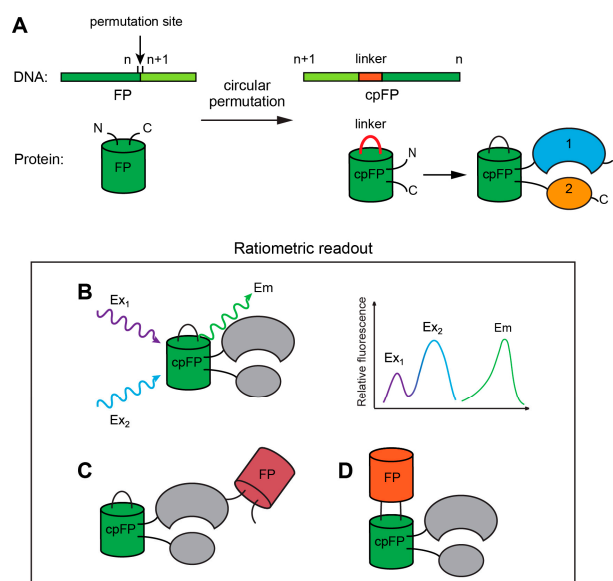 A
permutation site
n n+1
DNA:
FP
circular
permutation
n+1 linker n
cpFP
Protein:
N C
FP
linker
cpFP
N
C
cpFP
1
2
C
Ratiometric readout
B
Ex1
Em
cpFP
Ex2
Relative fluorescence
Ex1
Ex2
Em
C
FP
cpFP
D
FP
cpFP